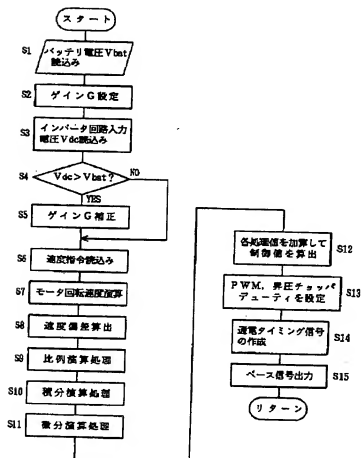 スタート
S1 バッテリ電圧Vbat
読込み
S2 ゲインG設定
S3 インバータ回路入力
電圧Vdc読込み
S4 Vdc>Vbat? NO
YES
S5 ゲインG補正
S6 速度指令読込み
S7 モータ回転速度演算
S8 速度偏差算出
S9 比例演算処理
S10 積分演算処理
S11 微分演算処理
各処理値を加算して
制御値を算出 S12
PWM,昇圧チョッパ
デューティを設定 S13
通電タイミング信号
の作成 S14
ベース信号出力 S15
リターン